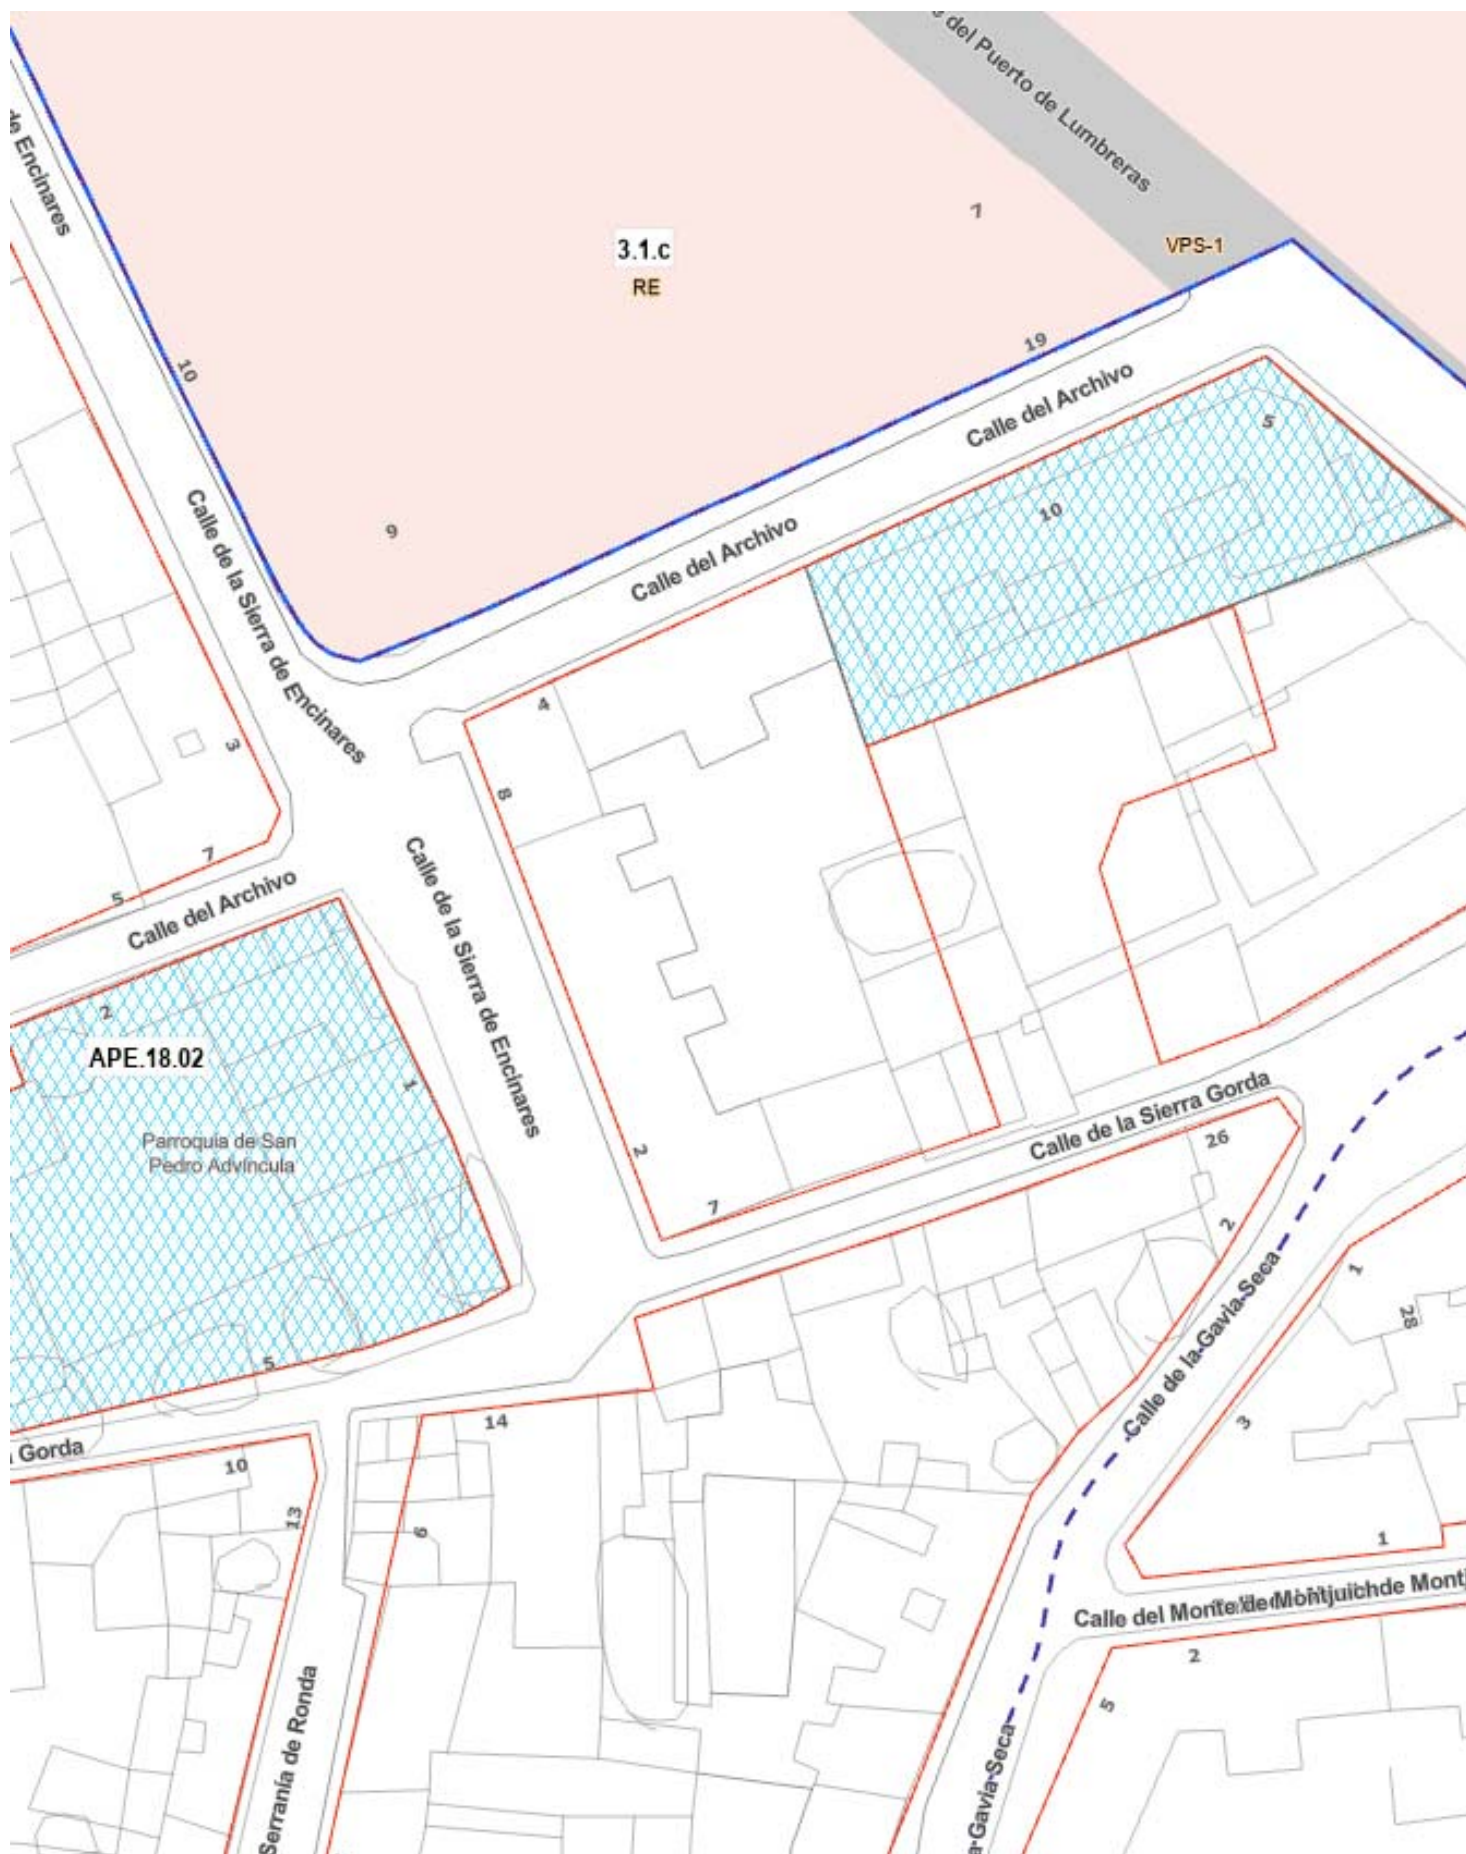 s del Puerto de Lumbreras
de Encinares
7
3.1.c
RE
VPS-1
19
10
Calle del Archivo
5
9
10
Calle del Archivo
Calle de la Sierra de Encinares
4
3
8
7
5
Calle del Archivo
Calle de la Sierra de Encinares
2
APE.18.02
1
Parroquia de San
Pedro Advíncula
2
Calle de la Sierra Gorda
26
7
2
1
28
Calle de la Gavia Seca
5
14
3
Gorda
10
13
6
1
Calle del Monte de Montjuich
de Montj
2
5
Serranía de Ronda
Gavia Seca